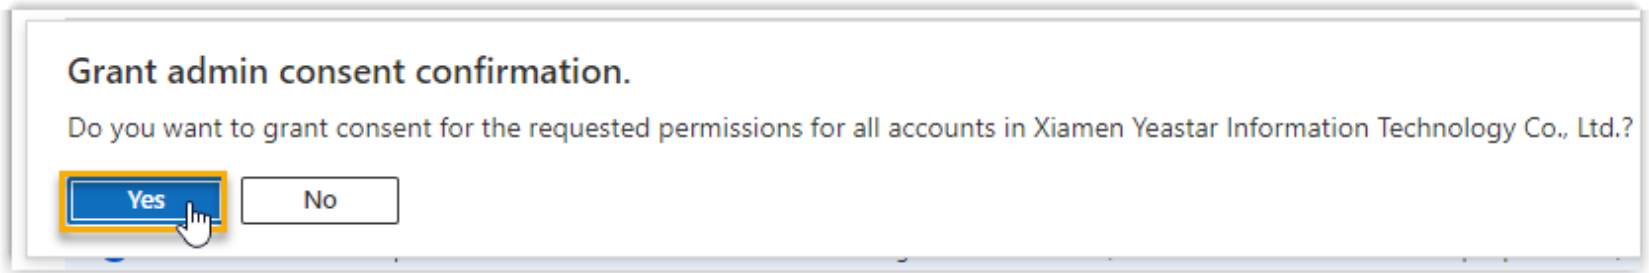 Grant admin consent confirmation.
Do you want to grant consent for the requested permissions for all accounts in Xiamen Yeastar Information Technology Co., Ltd.?
Yes
No